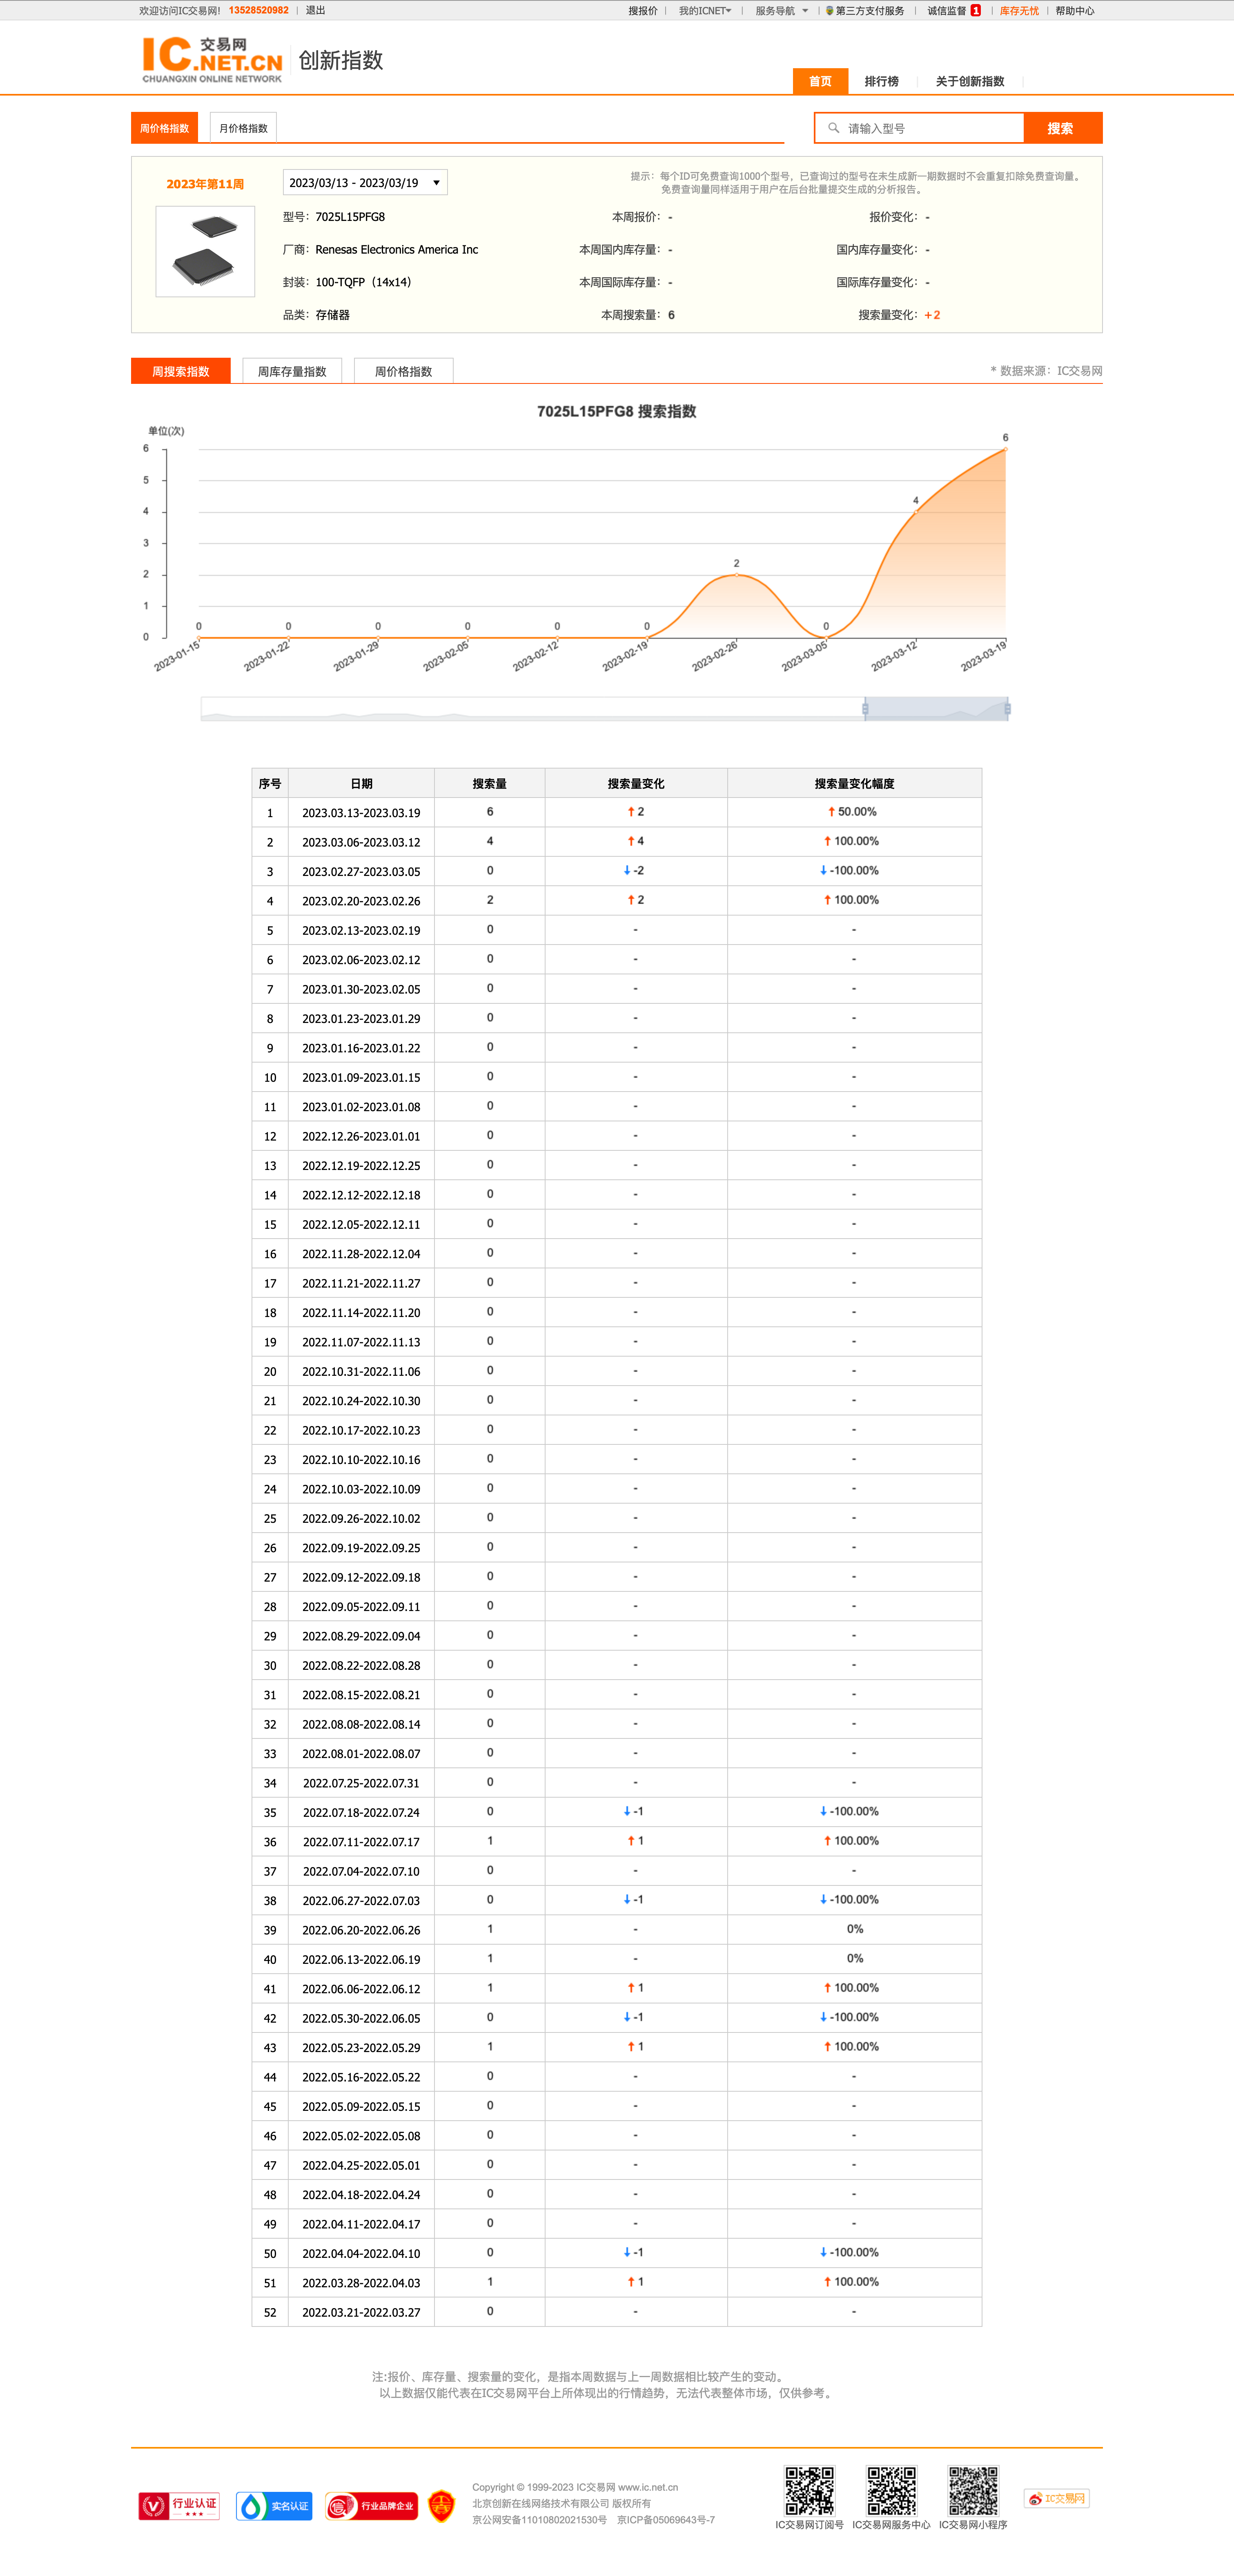 欢迎访问IC交易网! 13528520982 | 退出 搜报价 | 我的ICNET | 服务导航 | 第三方支付服务 | 诚信监督 1 | 库存无忧 | 帮助中心
IC 交易网
.NET.CN
CHUANGXIN ONLINE NETWORK
创新指数
首页 排行榜 关于创新指数
周价格指数 月价格指数 请输入型号 搜索
2023年第11周 2023/03/13 - 2023/03/19
提示：每个ID可免费查询1000个型号，已查询过的型号在未生成新一期数据时不会重复扣除免费查询量。
免费查询量同样适用于用户在后台批量提交生成的分析报告。
型号：7025L15PFG8 本周报价：- 报价变化：-
厂商：Renesas Electronics America Inc 本周国内库存量：- 国内库存量变化：-
封装：100-TQFP（14x14） 本周国际库存量：- 国际库存量变化：-
品类：存储器 本周搜索量：6 搜索量变化：+2
周搜索指数 周库存量指数 周价格指数 * 数据来源：IC交易网
7025L15PFG8 搜索指数
单位(次)
6 6
5
4 4
3
2 2
1
0 0 0 0 0 0 0 0
2023-01-15 2023-01-22 2023-01-29 2023-02-05 2023-02-12 2023-02-19 2023-02-26 2023-03-05 2023-03-12 2023-03-19
序号 日期 搜索量 搜索量变化 搜索量变化幅度
1 2023.03.13-2023.03.19 6 ↑2 ↑50.00%
2 2023.03.06-2023.03.12 4 ↑4 ↑100.00%
3 2023.02.27-2023.03.05 0 ↓-2 ↓-100.00%
4 2023.02.20-2023.02.26 2 ↑2 ↑100.00%
5 2023.02.13-2023.02.19 0 - -
6 2023.02.06-2023.02.12 0 - -
7 2023.01.30-2023.02.05 0 - -
8 2023.01.23-2023.01.29 0 - -
9 2023.01.16-2023.01.22 0 - -
10 2023.01.09-2023.01.15 0 - -
11 2023.01.02-2023.01.08 0 - -
12 2022.12.26-2023.01.01 0 - -
13 2022.12.19-2022.12.25 0 - -
14 2022.12.12-2022.12.18 0 - -
15 2022.12.05-2022.12.11 0 - -
16 2022.11.28-2022.12.04 0 - -
17 2022.11.21-2022.11.27 0 - -
18 2022.11.14-2022.11.20 0 - -
19 2022.11.07-2022.11.13 0 - -
20 2022.10.31-2022.11.06 0 - -
21 2022.10.24-2022.10.30 0 - -
22 2022.10.17-2022.10.23 0 - -
23 2022.10.10-2022.10.16 0 - -
24 2022.10.03-2022.10.09 0 - -
25 2022.09.26-2022.10.02 0 - -
26 2022.09.19-2022.09.25 0 - -
27 2022.09.12-2022.09.18 0 - -
28 2022.09.05-2022.09.11 0 - -
29 2022.08.29-2022.09.04 0 - -
30 2022.08.22-2022.08.28 0 - -
31 2022.08.15-2022.08.21 0 - -
32 2022.08.08-2022.08.14 0 - -
33 2022.08.01-2022.08.07 0 - -
34 2022.07.25-2022.07.31 0 - -
35 2022.07.18-2022.07.24 0 ↓-1 ↓-100.00%
36 2022.07.11-2022.07.17 1 ↑1 ↑100.00%
37 2022.07.04-2022.07.10 0 - -
38 2022.06.27-2022.07.03 0 ↓-1 ↓-100.00%
39 2022.06.20-2022.06.26 1 - 0%
40 2022.06.13-2022.06.19 1 - 0%
41 2022.06.06-2022.06.12 1 ↑1 ↑100.00%
42 2022.05.30-2022.06.05 0 ↓-1 ↓-100.00%
43 2022.05.23-2022.05.29 1 ↑1 ↑100.00%
44 2022.05.16-2022.05.22 0 - -
45 2022.05.09-2022.05.15 0 - -
46 2022.05.02-2022.05.08 0 - -
47 2022.04.25-2022.05.01 0 - -
48 2022.04.18-2022.04.24 0 - -
49 2022.04.11-2022.04.17 0 - -
50 2022.04.04-2022.04.10 0 ↓-1 ↓-100.00%
51 2022.03.28-2022.04.03 1 ↑1 ↑100.00%
52 2022.03.21-2022.03.27 0 - -
注:报价、库存量、搜索量的变化，是指本周数据与上一周数据相比较产生的变动。
以上数据仅能代表在IC交易网平台上所体现出的行情趋势，无法代表整体市场，仅供参考。
行业认证 实名认证 信 行业品牌企业
Copyright © 1999-2023 IC交易网 www.ic.net.cn
北京创新在线网络技术有限公司 版权所有
京公网安备11010802021530号 京ICP备05069643号-7
IC交易网订阅号 IC交易网服务中心 IC交易网小程序
IC交易网